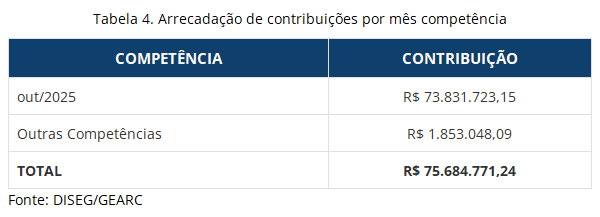 Tabela 4. Arrecadação de contribuições por mês competência
COMPETÊNCIA CONTRIBUIÇÃO
out/2025 R$ 73.831.723,15
Outras Competências R$ 1.853.048,09
TOTAL R$ 75.684.771,24
Fonte: DISEG/GEARC